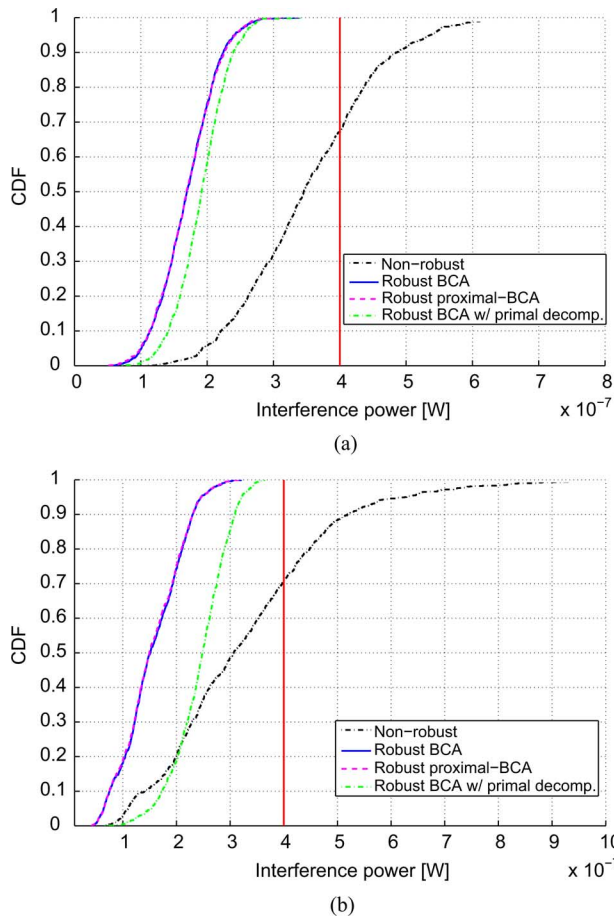 1
0.9
0.8
0.7
0.6
0.5
0.4
0.3
0.2
0.1
0
CDF
Non-robust
Robust BCA
Robust proximal-BCA
Robust BCA w/ primal decomp.
0 1 2 3 4 5 6 7 8
Interference power [W]
x 10⁻⁷
(a)
1
0.9
0.8
0.7
0.6
0.5
0.4
0.3
0.2
0.1
0
CDF
Non-robust
Robust BCA
Robust proximal-BCA
Robust BCA w/ primal decomp.
1 2 3 4 5 6 7 8 9 10
Interference power [W]
x 10⁻
(b)